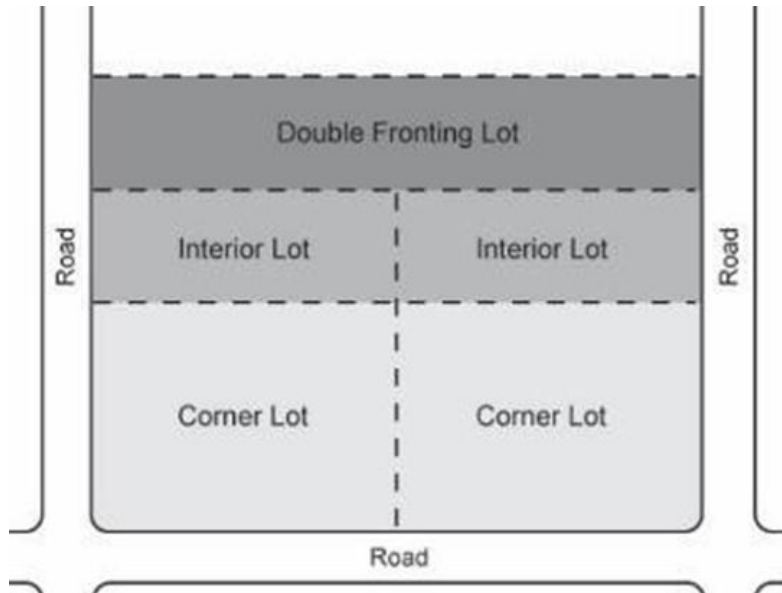 Double Fronting Lot
Interior Lot
Interior Lot
Road
Road
Corner Lot
Corner Lot
Road